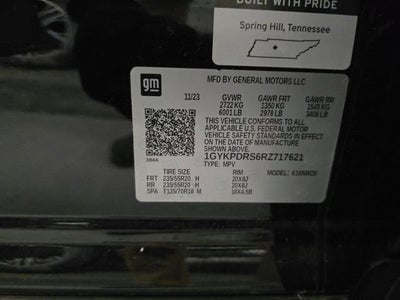 BUILT WITH PRIDE
Spring Hill, Tennessee
gm
MFD BY GENERAL MOTORS LLC
11/23 GVWR GAWR FRT GAWR RR
2722 KG 1350 KG 1545 KG
6001 LB 2976 LB 3406 LB
THIS VEHICLE CONFORMS TO ALL
APPLICABLE U.S. FEDERAL MOTOR
VEHICLE SAFETY STANDARDS IN EFFECT
ON THE DATE OF MANUFACTURE SHOWN ABOVE.
1GYKPDRS6RZ717621
TYPE: MPV
TIRE SIZE RIM MODEL:
FRT 235/55R20 H 20X8J
RR 235/55R20 H 20X8J
SPA T135/70R18 M 18X4.5B